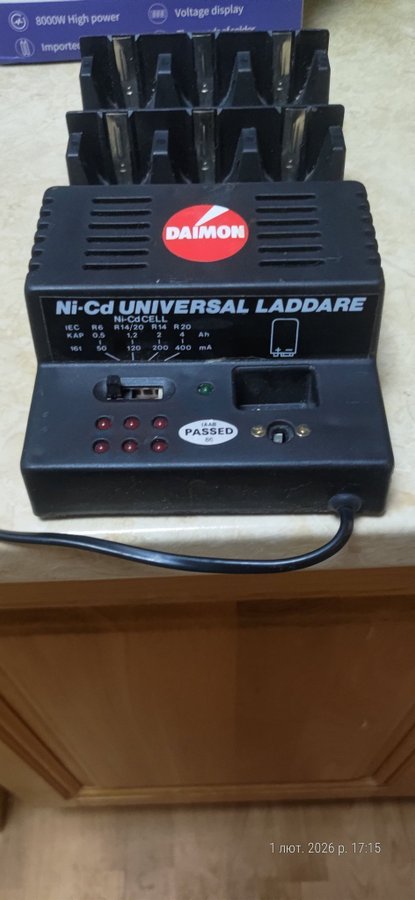 8000W High power
Voltage display
Imported
DAIMON
Ni-Cd UNIVERSAL LADDARE
Ni-Cd CELL
IEC R6 R14/20 R14 R20
KAP 0,5 1,2 2 4 Ah
16t 50 120 200 400 mA
+ -
PASSED
1 лют. 2026 р. 17:15